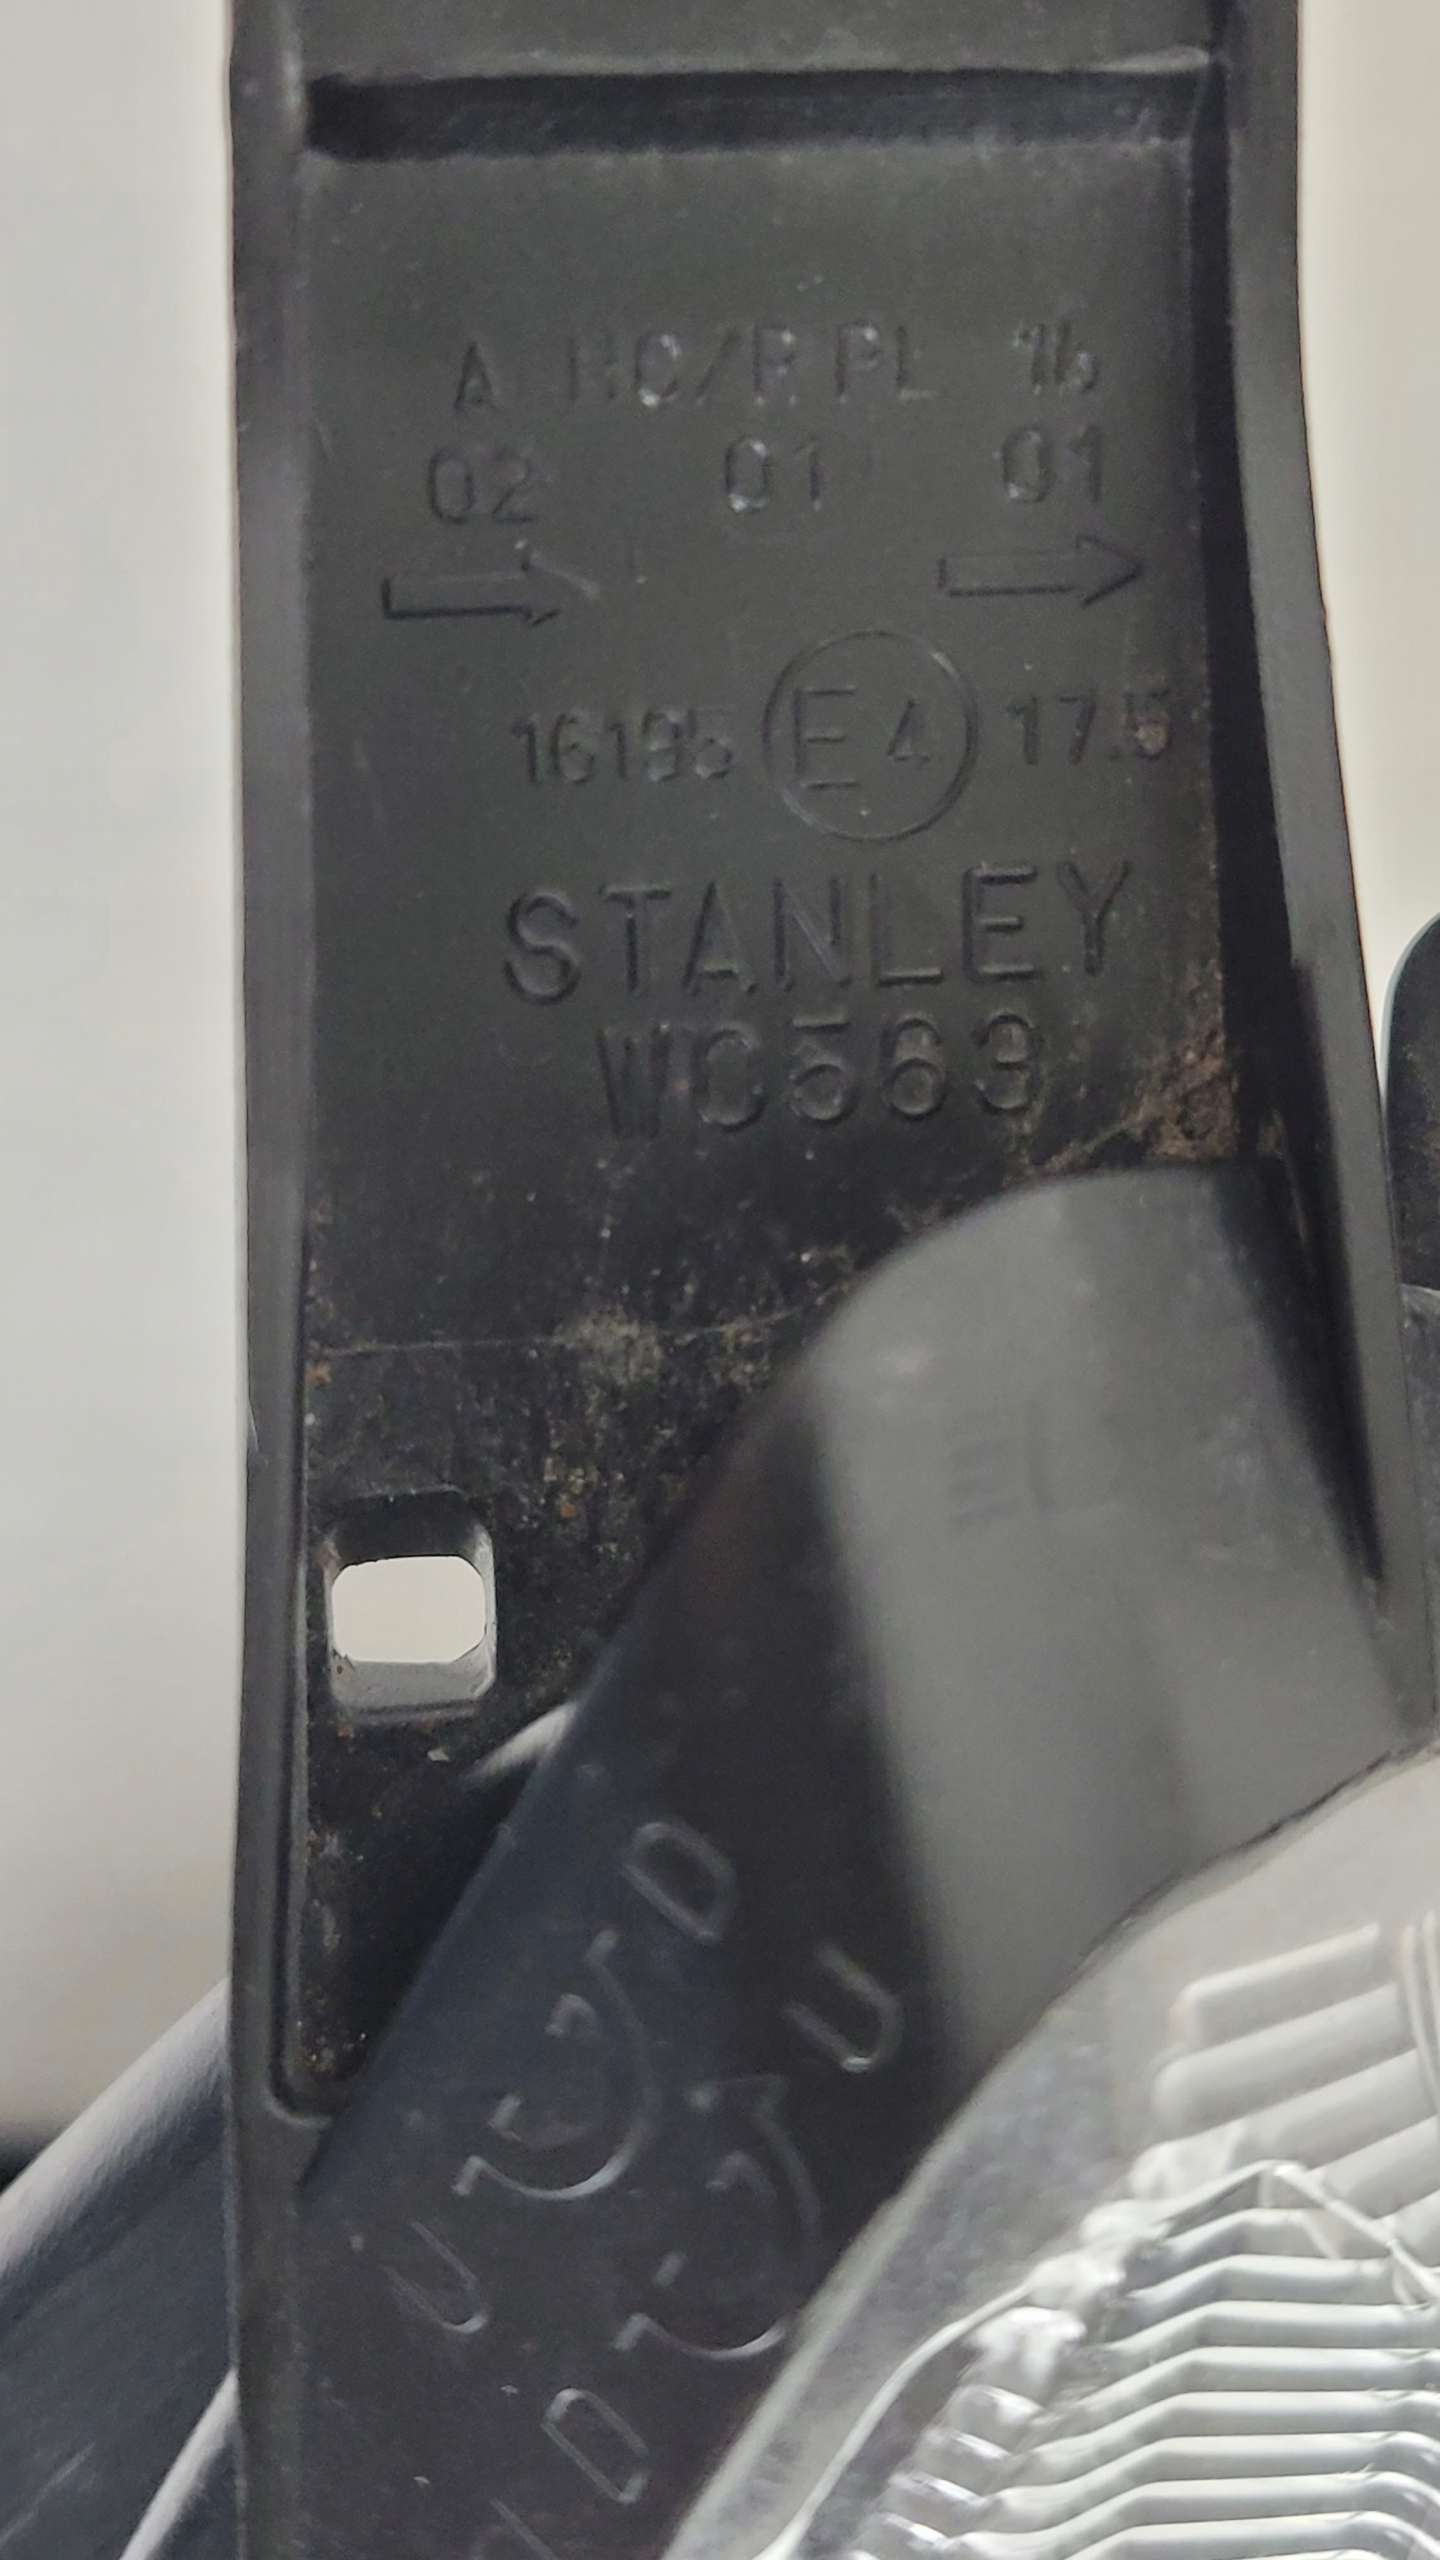 A HC/R PL 1b
02 01 01
→ →
16195 E4 17.5
STANLEY
W0563
D
U
U
D